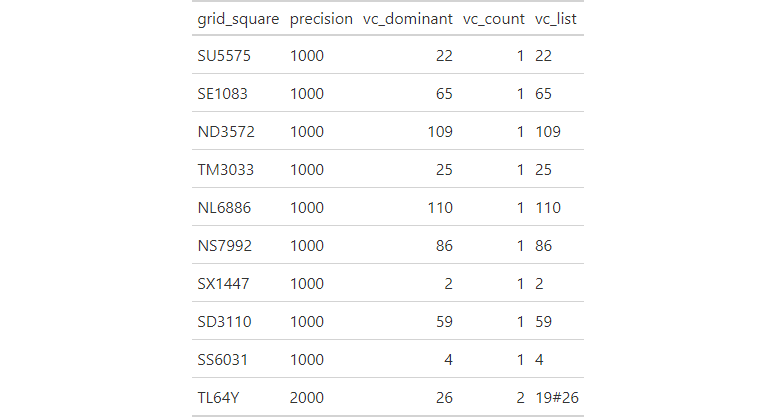 grid_square precision vc_dominant vc_count vc_list
SU5575 1000 22 1 22
SE1083 1000 65 1 65
ND3572 1000 109 1 109
TM3033 1000 25 1 25
NL6886 1000 110 1 110
NS7992 1000 86 1 86
SX1447 1000 2 1 2
SD3110 1000 59 1 59
SS6031 1000 4 1 4
TL64Y 2000 26 2 19#26